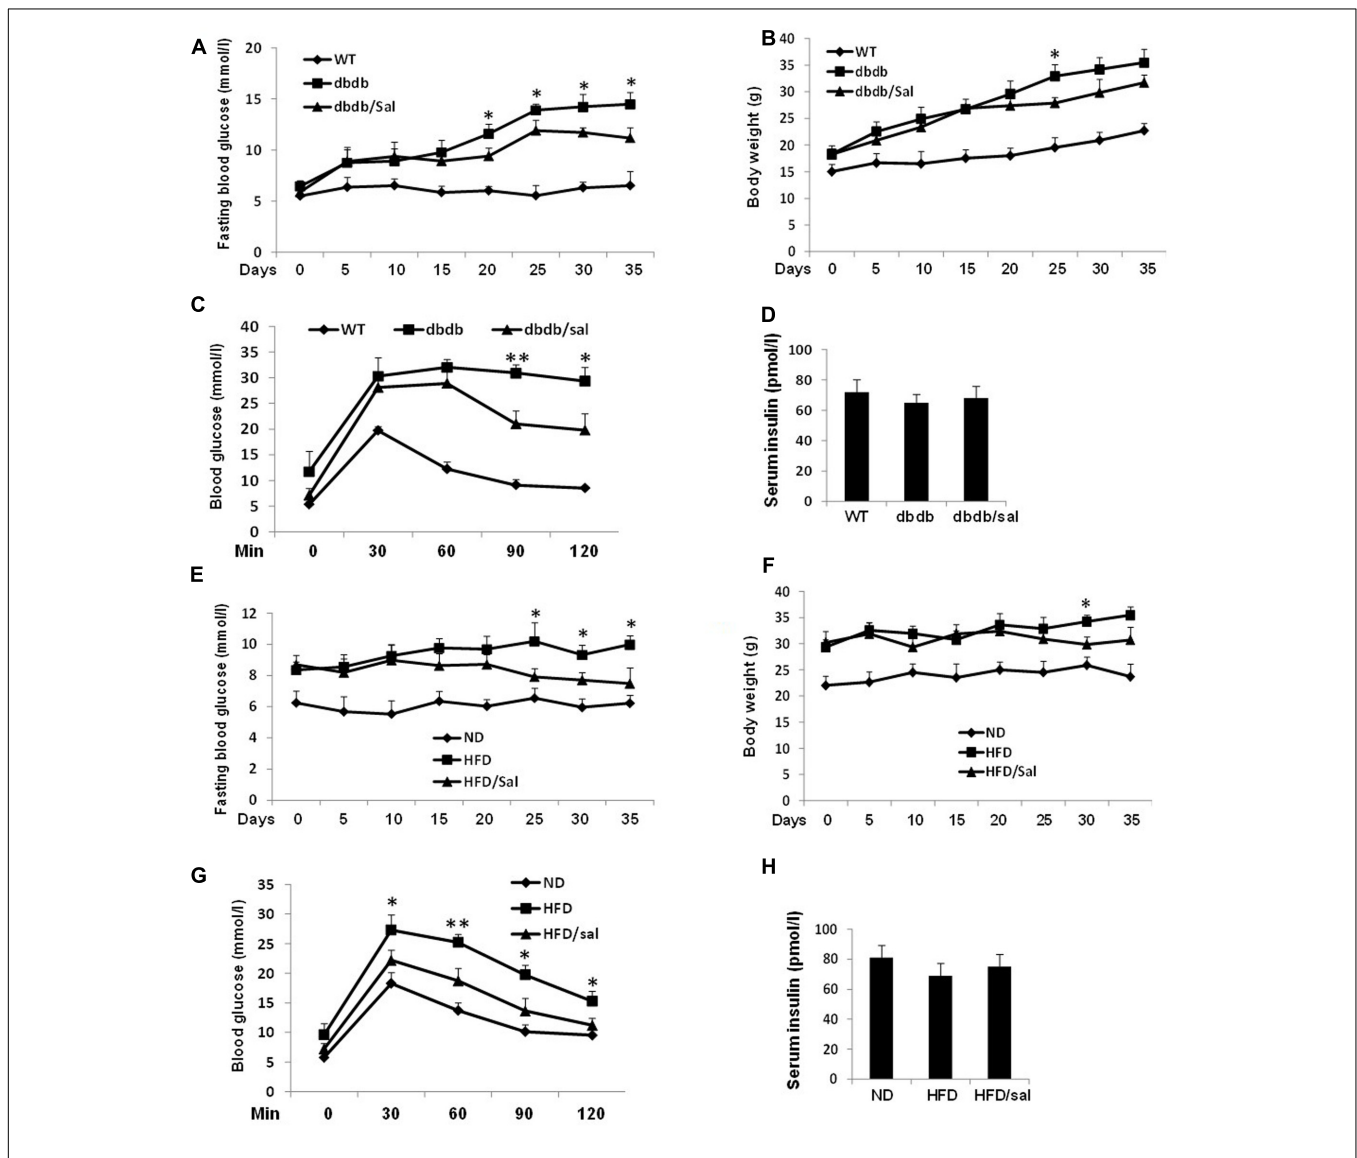 A
Fasting blood glucose (mmol/l)
20
15
10
5
0
WT
dbdb
dbdb/Sal
*
*
*
*
Days 0 5 10 15 20 25 30 35
B
Body weight (g)
40
35
30
25
20
15
10
5
0
WT
dbdb
dbdb/Sal
*
Days 0 5 10 15 20 25 30 35
C
Blood glucose (mmol/l)
40
35
30
25
20
15
10
5
0
WT dbdb dbdb/sal
**
*
Min 0 30 60 90 120
D
Serum insulin (pmol/l)
100
80
60
40
20
0
WT dbdb dbdb/sal
E
Fasting blood glucose (mmol/l)
12
10
8
6
4
2
0
*
*
*
ND
HFD
HFD/Sal
Days 0 5 10 15 20 25 30 35
F
Body weight (g)
40
35
30
25
20
15
10
5
0
*
ND
HFD
HFD/Sal
Days 0 5 10 15 20 25 30 35
G
Blood glucose (mmol/l)
35
30
25
20
15
10
5
0
ND
HFD
HFD/sal
*
**
*
*
Min 0 30 60 90 120
H
Serum insulin (pmol/l)
100
80
60
40
20
0
ND HFD HFD/sal